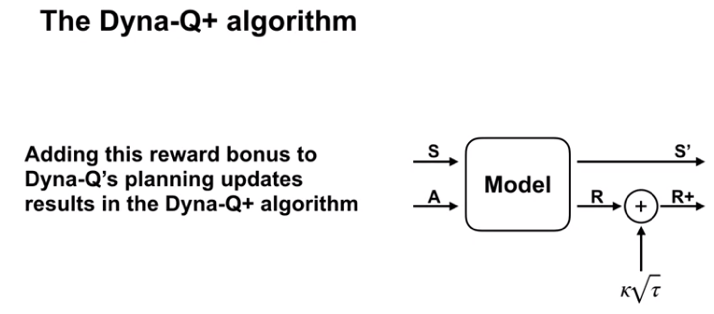 The Dyna-Q+ algorithm
Adding this reward bonus to
Dyna-Q's planning updates
results in the Dyna-Q+ algorithm
S
A
Model
S'
R
+
R+
κ√τ